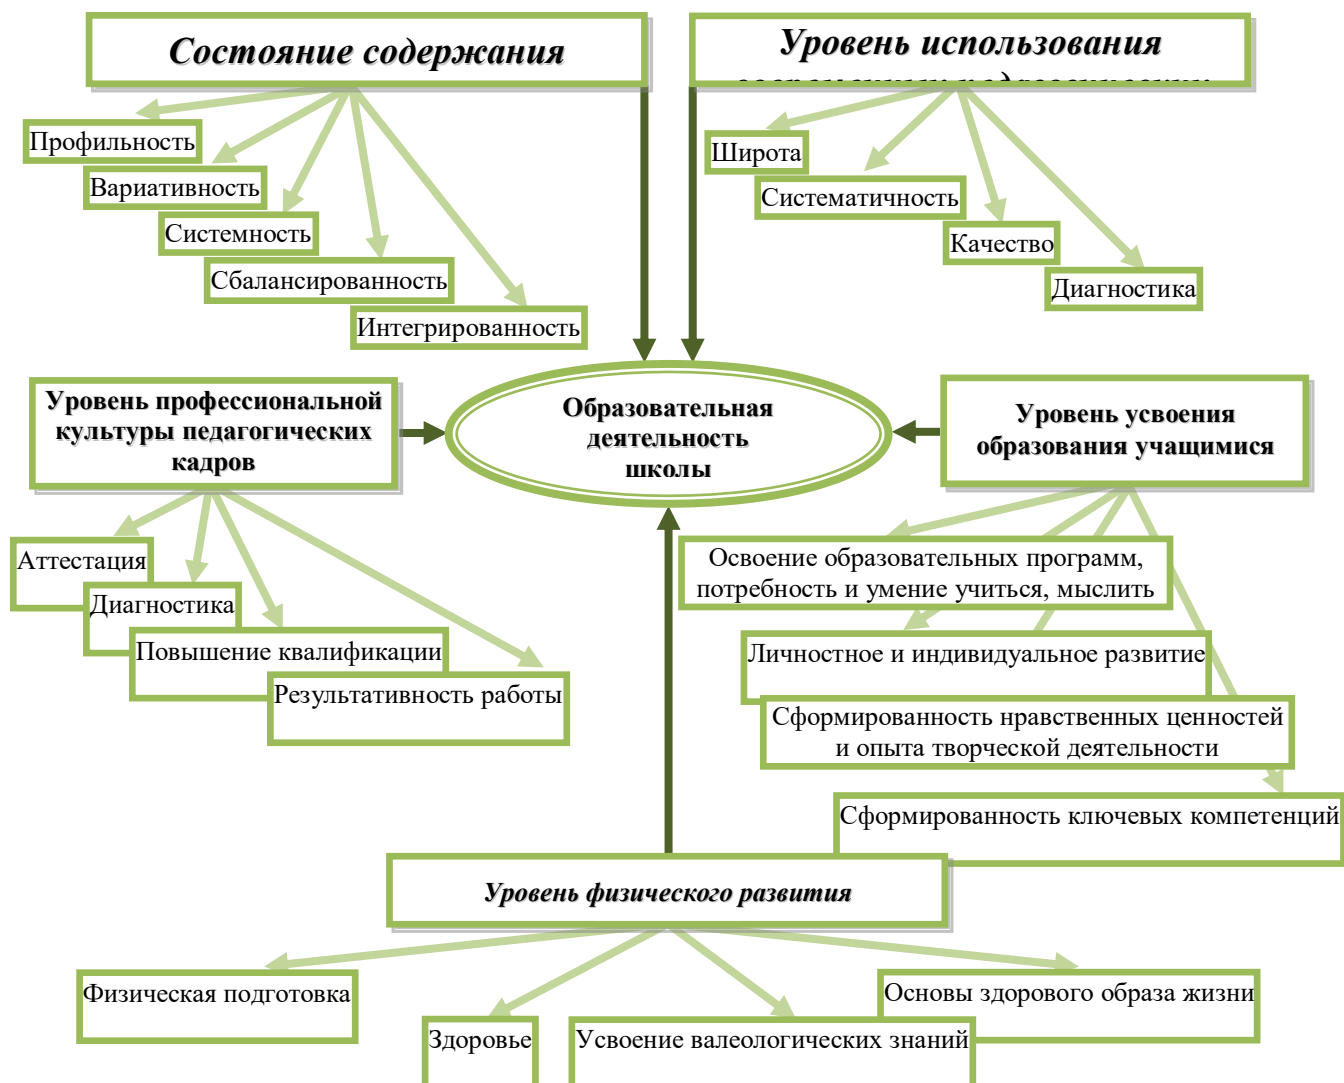 Состояние содержания
Уровень использования
Профильность
Вариативность
Системность
Сбалансированность
Интегрированность
Широта
Систематичность
Качество
Диагностика
Уровень профессиональной
культуры педагогических
кадров
Образовательная
деятельность
школы
Уровень усвоения
образования учащимися
Аттестация
Диагностика
Повышение квалификации
Результативность работы
Освоение образовательных программ,
потребность и умение учиться, мыслить
Личностное и индивидуальное развитие
Сформированность нравственных ценностей
и опыта творческой деятельности
Сформированность ключевых компетенций
Уровень физического развития
Физическая подготовка
Здоровье
Усвоение валеологических знаний
Основы здорового образа жизни